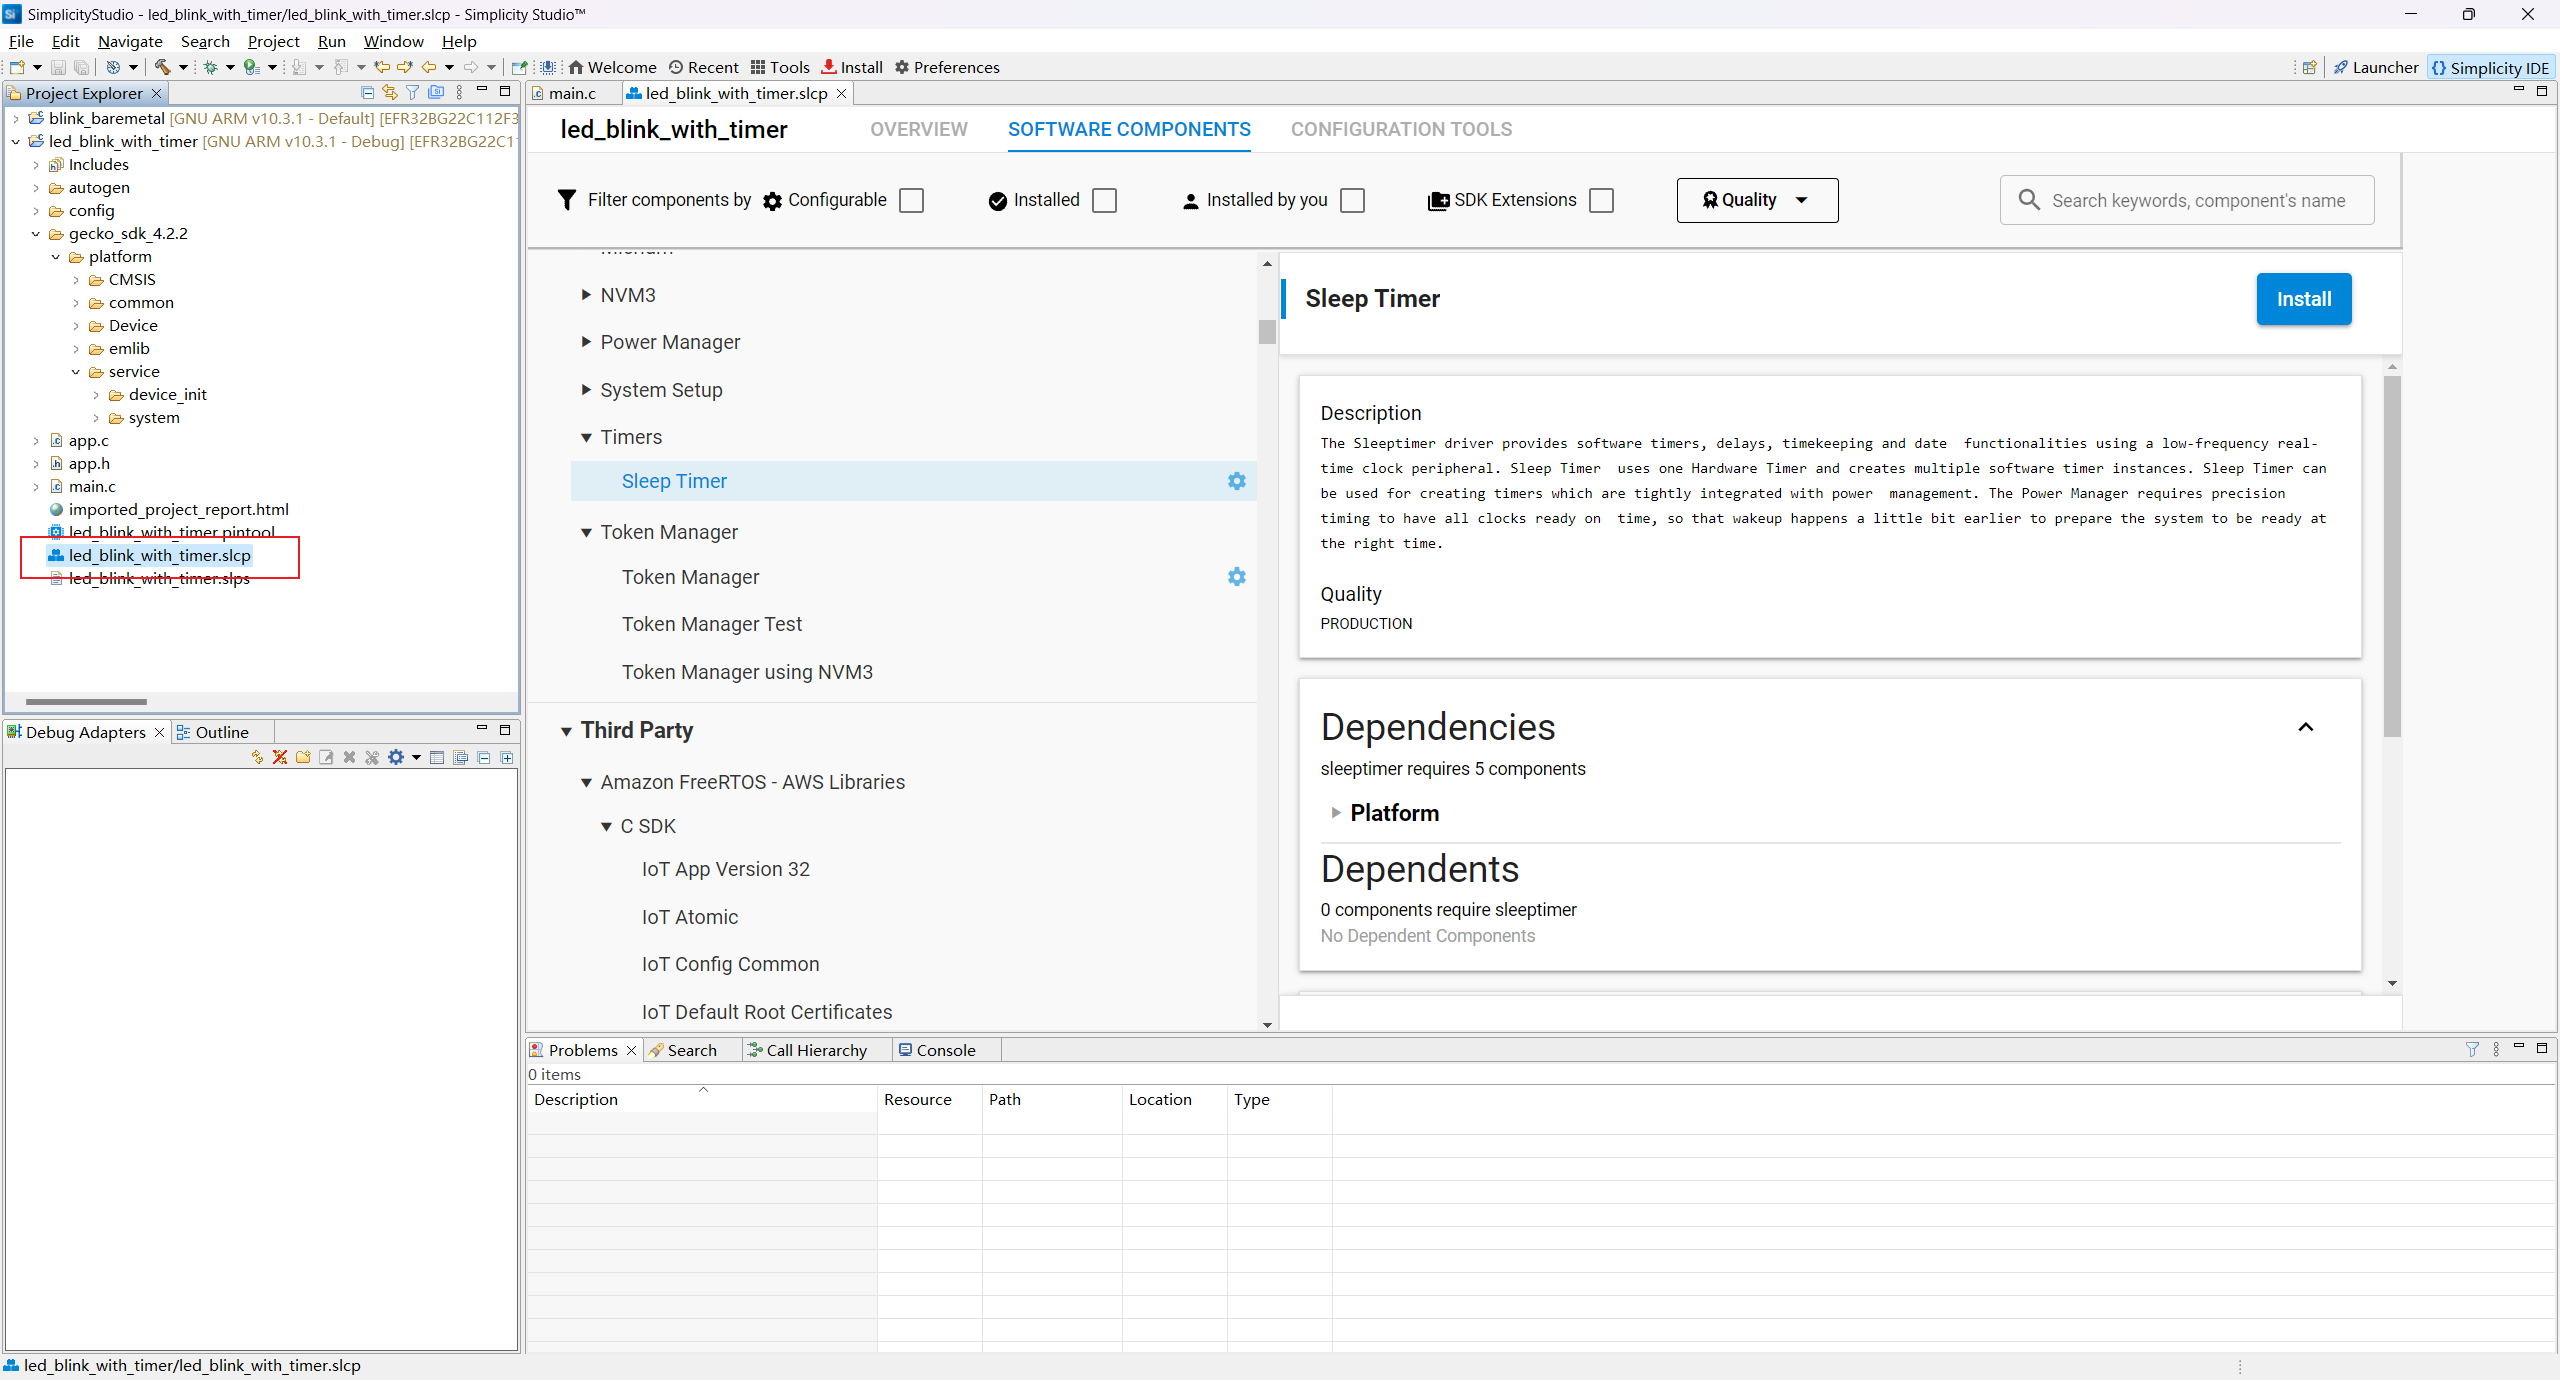 SimplicityStudio - led_blink_with_timer/led_blink_with_timer.slcp - Simplicity Studio™
File Edit Navigate Search Project Run Window Help
Welcome Recent Tools Install Preferences Launcher {} Simplicity IDE
Project Explorer
blink_baremetal [GNU ARM v10.3.1 - Default] [EFR32BG22C112F3
led_blink_with_timer [GNU ARM v10.3.1 - Debug] [EFR32BG22C1
Includes
autogen
config
gecko_sdk_4.2.2
platform
CMSIS
common
Device
emlib
service
device_init
system
app.c
app.h
main.c
imported_project_report.html
led_blink_with_timer.pintool
led_blink_with_timer.slcp
led_blink_with_timer.slps
Debug Adapters Outline
main.c led_blink_with_timer.slcp
led_blink_with_timer OVERVIEW SOFTWARE COMPONENTS CONFIGURATION TOOLS
Filter components by Configurable Installed Installed by you SDK Extensions Quality Search keywords, component's name
NVM3
Power Manager
System Setup
Timers
Sleep Timer
Token Manager
Token Manager
Token Manager Test
Token Manager using NVM3
Third Party
Amazon FreeRTOS - AWS Libraries
C SDK
IoT App Version 32
IoT Atomic
IoT Config Common
IoT Default Root Certificates
Sleep Timer
Install
Description
The Sleeptimer driver provides software timers, delays, timekeeping and date functionalities using a low-frequency real-
time clock peripheral. Sleep Timer uses one Hardware Timer and creates multiple software timer instances. Sleep Timer can
be used for creating timers which are tightly integrated with power management. The Power Manager requires precision
timing to have all clocks ready on time, so that wakeup happens a little bit earlier to prepare the system to be ready at
the right time.
Quality
PRODUCTION
Dependencies
sleeptimer requires 5 components
Platform
Dependents
0 components require sleeptimer
No Dependent Components
Problems Search Call Hierarchy Console
0 items
Description Resource Path Location Type
led_blink_with_timer/led_blink_with_timer.slcp